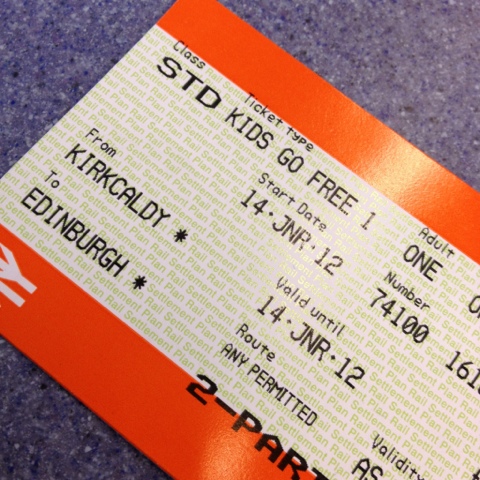 Class Ticket type Adult
STD KIDS GO FREE 1 ONE
From Start Date Number
KIRKCALDY * 14·JNR·12 74100
To Valid until
EDINBURGH * 14·JNR·12
Route Validity
ANY PERMITTED AS
2-PART